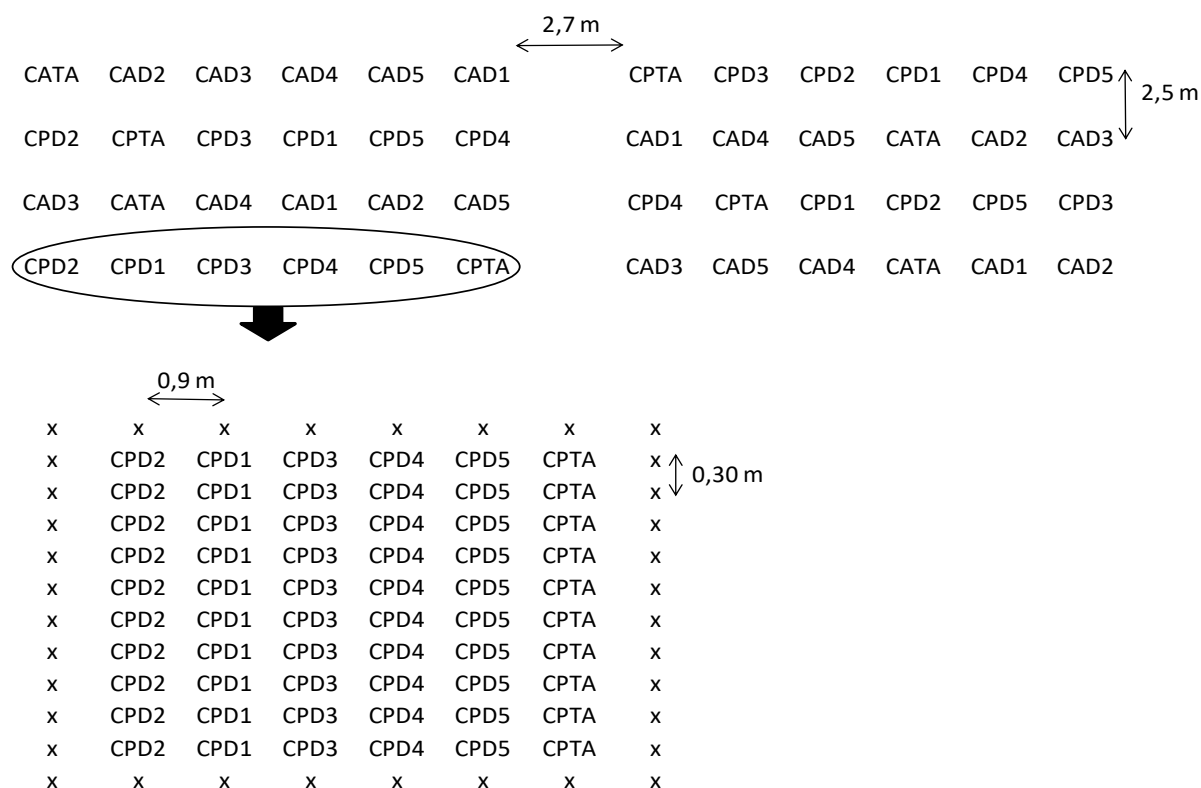 2,7 m
CATA CAD2 CAD3 CAD4 CAD5 CAD1 CPTA CPD3 CPD2 CPD1 CPD4 CPD5
2,5 m
CPD2 CPTA CPD3 CPD1 CPD5 CPD4 CAD1 CAD4 CAD5 CATA CAD2 CAD3
CAD3 CATA CAD4 CAD1 CAD2 CAD5 CPD4 CPTA CPD1 CPD2 CPD5 CPD3
CPD2 CPD1 CPD3 CPD4 CPD5 CPTA CAD3 CAD5 CAD4 CATA CAD1 CAD2
0,9 m
x x x x x x x x
x CPD2 CPD1 CPD3 CPD4 CPD5 CPTA x
0,30 m
x CPD2 CPD1 CPD3 CPD4 CPD5 CPTA x
x CPD2 CPD1 CPD3 CPD4 CPD5 CPTA x
x CPD2 CPD1 CPD3 CPD4 CPD5 CPTA x
x CPD2 CPD1 CPD3 CPD4 CPD5 CPTA x
x CPD2 CPD1 CPD3 CPD4 CPD5 CPTA x
x CPD2 CPD1 CPD3 CPD4 CPD5 CPTA x
x CPD2 CPD1 CPD3 CPD4 CPD5 CPTA x
x CPD2 CPD1 CPD3 CPD4 CPD5 CPTA x
x CPD2 CPD1 CPD3 CPD4 CPD5 CPTA x
x x x x x x x x